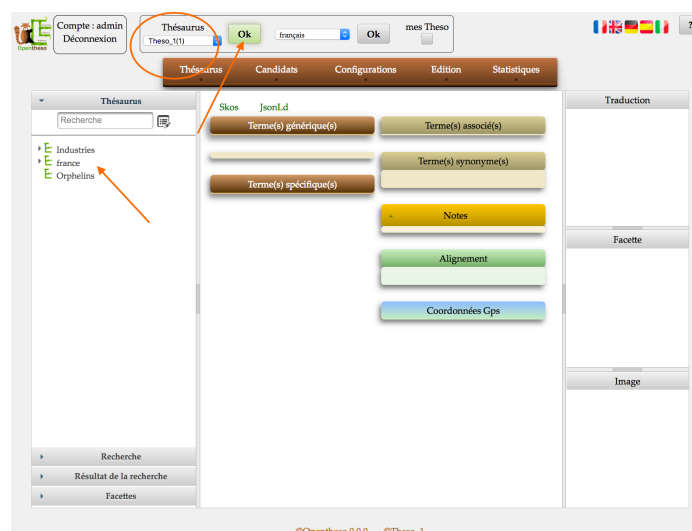 Compte : admin
Déconnexion
Opentheso
Thésaurus
Theso_1(1)
Ok
français
Ok
mes Theso
?
Thésaurus
Candidats
Configurations
Edition
Statistiques
Thésaurus
Recherche
Industries
france
Orphelins
Recherche
Résultat de la recherche
Facettes
Skos
JsonLd
Terme(s) générique(s)
Terme(s) spécifique(s)
Terme(s) associé(s)
Terme(s) synonyme(s)
Notes
Alignement
Coordonnées Gps
Traduction
Facette
Image